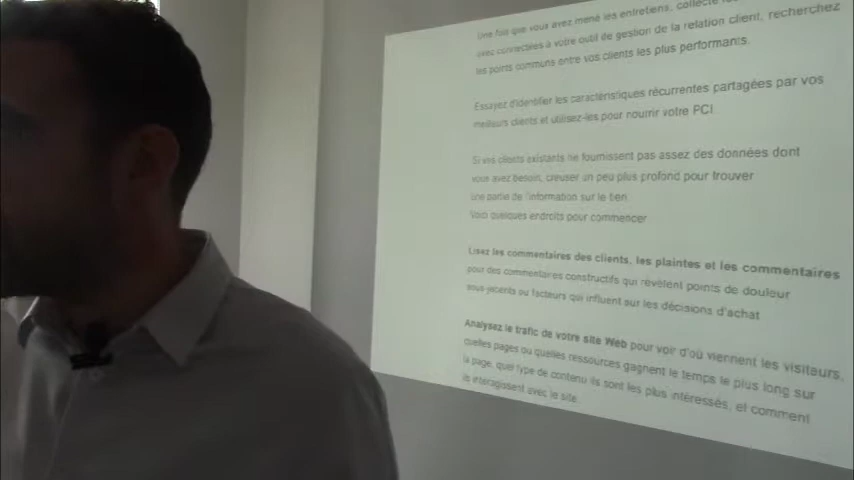 Une fois que vous avez mené les entretiens, collecté
avez connectées à votre outil de gestion de la relation client, recherchez
les points communs entre vos clients les plus performants.
Essayez d'identifier les caractéristiques récurrentes partagées par vos
meilleurs clients et utilisez-les pour nourrir votre PCI.
Si vos clients existants ne fournissent pas assez des données dont
vous avez besoin, creuser un peu plus profond pour trouver
une partie de l'information sur le tien.
Voici quelques endroits pour commencer
Lisez les commentaires des clients, les plaintes et les commentaires
pour des commentaires constructifs qui révèlent points de douleur
sous-jacents ou facteurs qui influent sur les décisions d'achat
Analysez le trafic de votre site Web pour voir d'où viennent les visiteurs,
quelles pages ou quelles ressources gagnent le temps le plus long sur
la page, quel type de contenu ils sont les plus intéressés, et comment
ils interagissent avec le site.